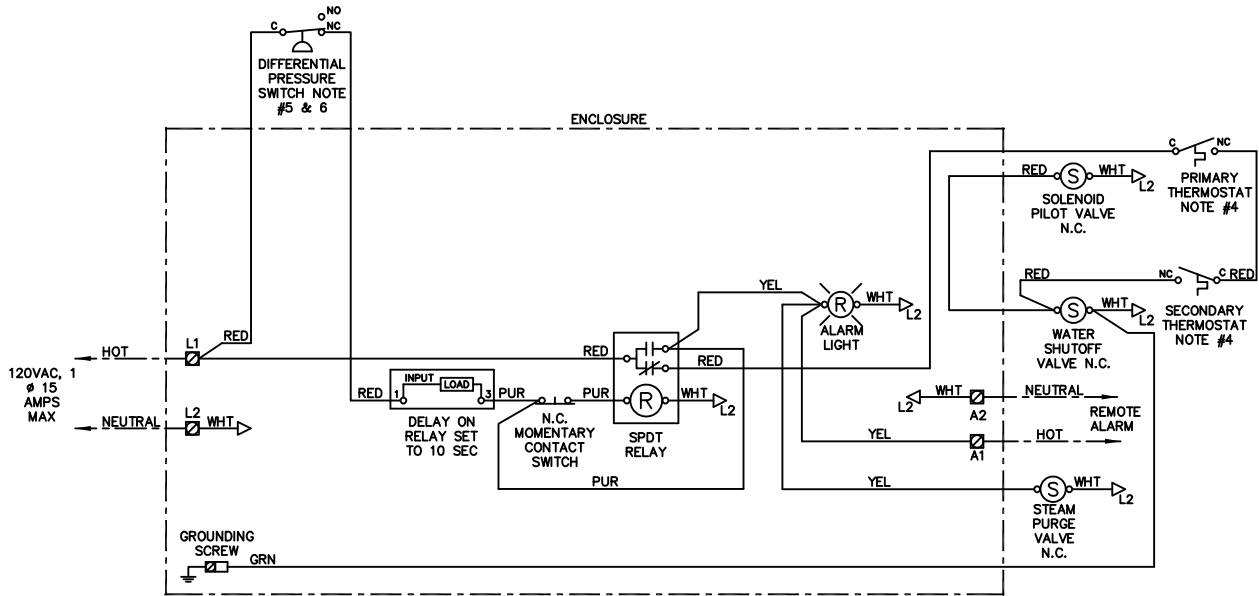 NO
C
NC
DIFFERENTIAL
PRESSURE
SWITCH NOTE
#5 & 6
ENCLOSURE
C
NC
PRIMARY
THERMOSTAT
NOTE #4
RED
WHT
L2
SOLENOID
PILOT VALVE
N.C.
RED
NC
C
RED
SECONDARY
THERMOSTAT
NOTE #4
WHT
L2
WATER
SHUTOFF
VALVE N.C.
YEL
R
WHT
L2
ALARM
LIGHT
S
S
120VAC, 1
ø 15
AMPS
MAX
HOT
L1
RED
NEUTRAL
L2
WHT
RED
1
INPUT
LOAD
3
PUR
DELAY ON
RELAY SET
TO 10 SEC
N.C.
MOMENTARY
CONTACT
SWITCH
PUR
RED
RED
R
WHT
L2
SPDT
RELAY
PUR
L2
WHT
A2
NEUTRAL
REMOTE
ALARM
YEL
A1
HOT
YEL
S
WHT
L2
STEAM
PURGE
VALVE
N.C.
GROUNDING
SCREW
GRN